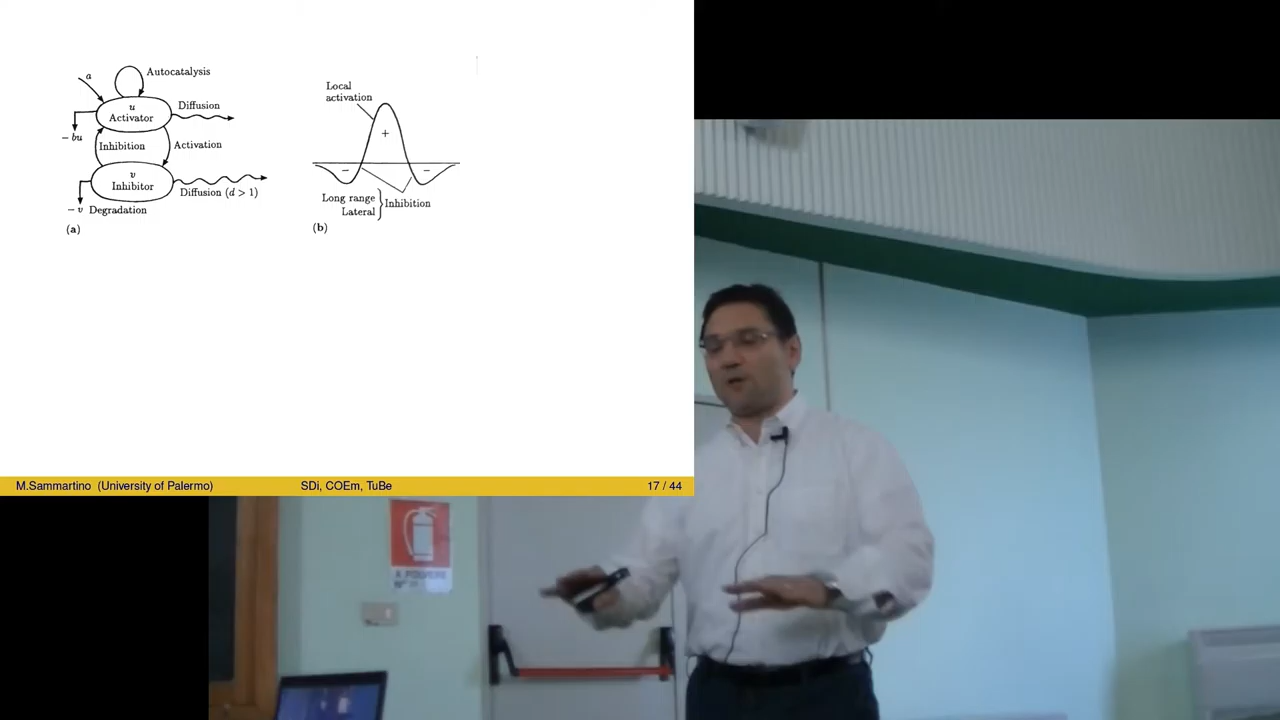 a
Autocatalysis
u
Activator
Diffusion
− bu
Inhibition
Activation
v
Inhibitor
Diffusion (d > 1)
− v Degradation
(a)
Local
activation
+
−
−
Long range
Lateral
Inhibition
(b)
M.Sammartino (University of Palermo)
SDi, COEm, TuBe
17 / 44
A POLVERE